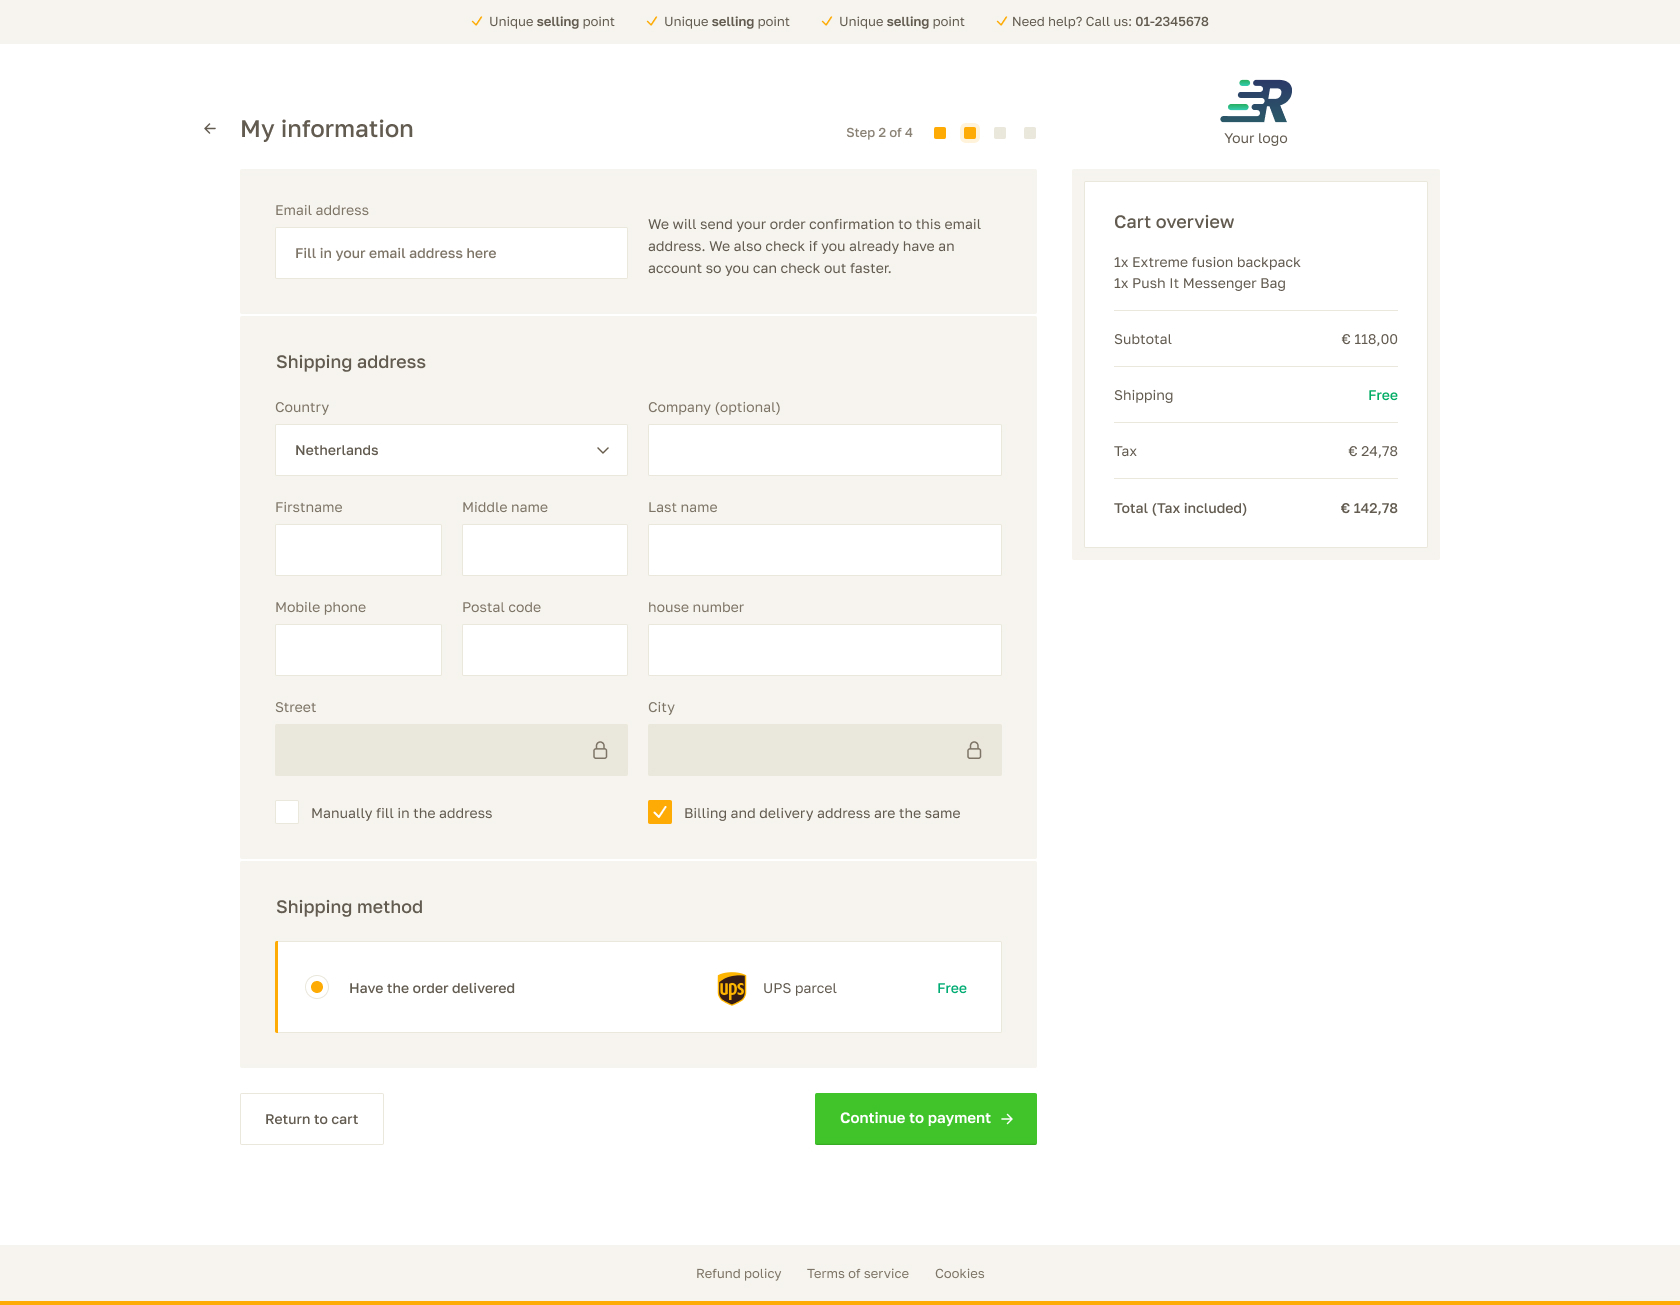 Unique selling point
Unique selling point
Unique selling point
Need help? Call us: 01-2345678
R
Your logo
My information
Step 2 of 4
Email address
Fill in your email address here
We will send your order confirmation to this email
address. We also check if you already have an
account so you can check out faster.
Shipping address
Country
Company (optional)
Netherlands
Firstname
Middle name
Last name
Mobile phone
Postal code
house number
Street
City
Manually fill in the address
Billing and delivery address are the same
Shipping method
Have the order delivered
ups
UPS parcel
Free
Return to cart
Continue to payment
Cart overview
1x Extreme fusion backpack
1x Push It Messenger Bag
Subtotal
€ 118,00
Shipping
Free
Tax
€ 24,78
Total (Tax included)
€ 142,78
Refund policy
Terms of service
Cookies